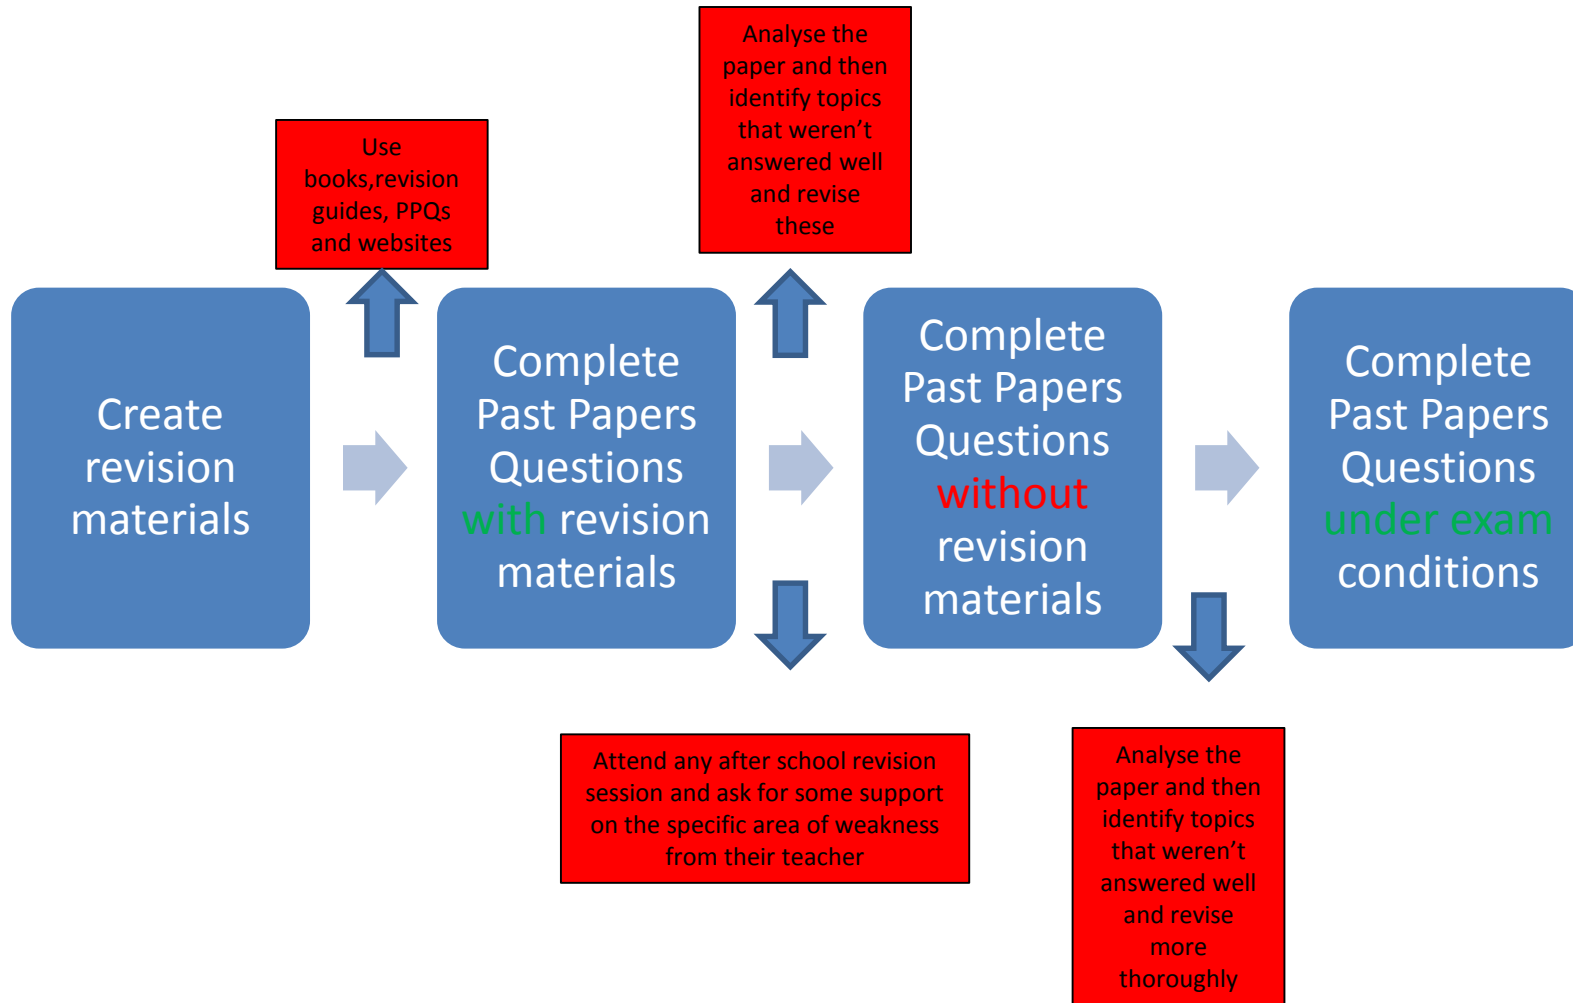 Analyse the
paper and then
identify topics
that weren't
answered well
and revise
these
Use
books,revision
guides, PPQs
and websites
Create
revision
materials
Complete
Past Papers
Questions
with revision
materials
Complete
Past Papers
Questions
without
revision
materials
Complete
Past Papers
Questions
under exam
conditions
Attend any after school revision
session and ask for some support
on the specific area of weakness
from their teacher
Analyse the
paper and then
identify topics
that weren't
answered well
and revise
more
thoroughly